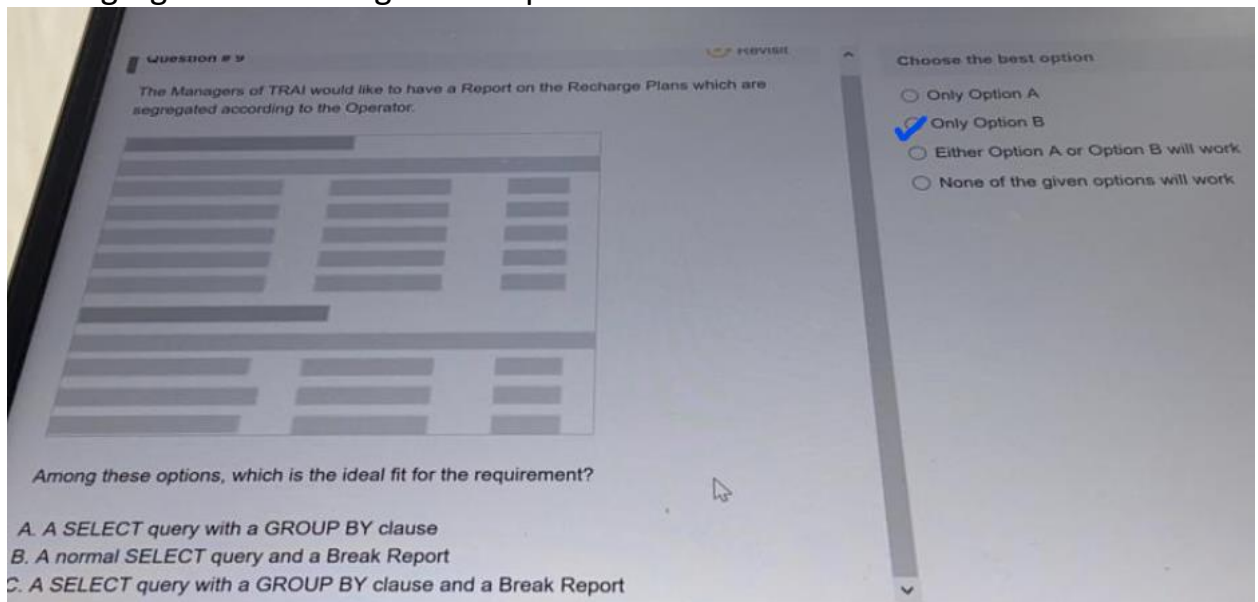 Question # 9
Revisit
The Managers of TRAI would like to have a Report on the Recharge Plans which are
segregated according to the Operator.
Among these options, which is the ideal fit for the requirement?
A. A SELECT query with a GROUP BY clause
B. A normal SELECT query and a Break Report
C. A SELECT query with a GROUP BY clause and a Break Report
Choose the best option
Only Option A
Only Option B
Either Option A or Option B will work
None of the given options will work